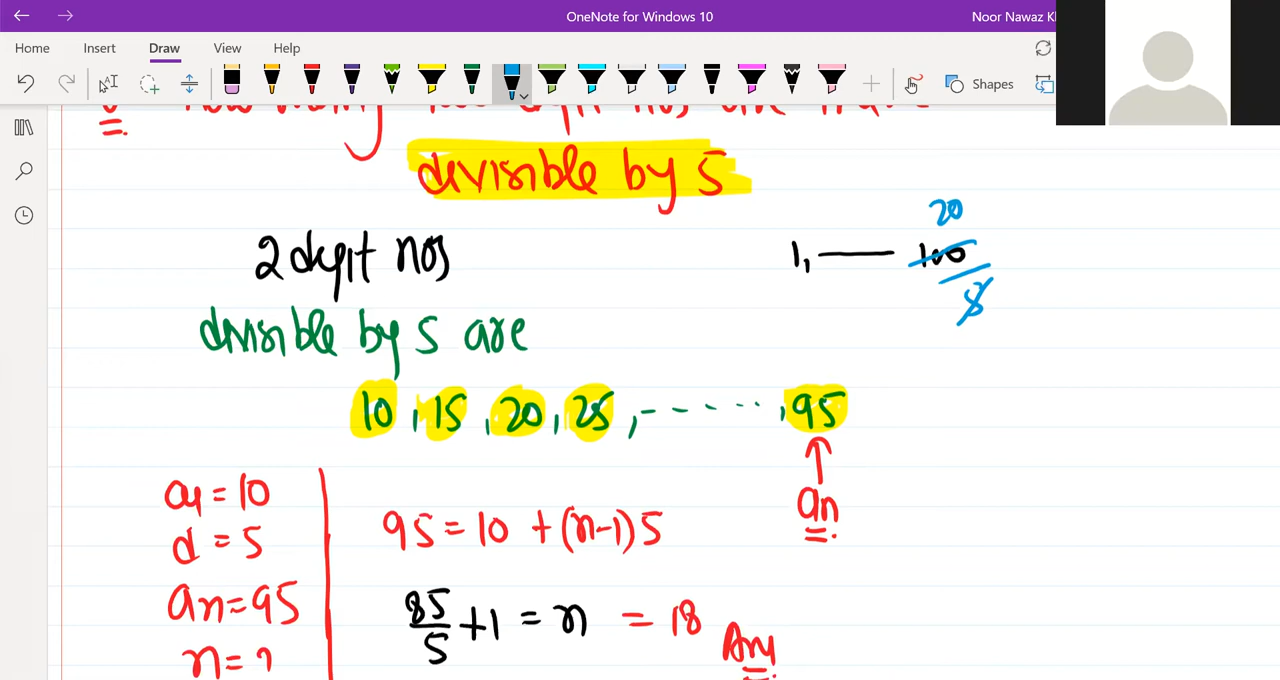 OneNote for Windows 10
Noor Nawaz Kh
Home Insert Draw View Help
Shapes
divisible by 5
2 digit nos
1, —— 100
20
5
divisible by 5 are
10, 15, 20, 25, ------, 95
an
a1 = 10
d = 5
an = 95
n = ?
95 = 10 + (n-1)5
85/5 + 1 = n = 18
Ans